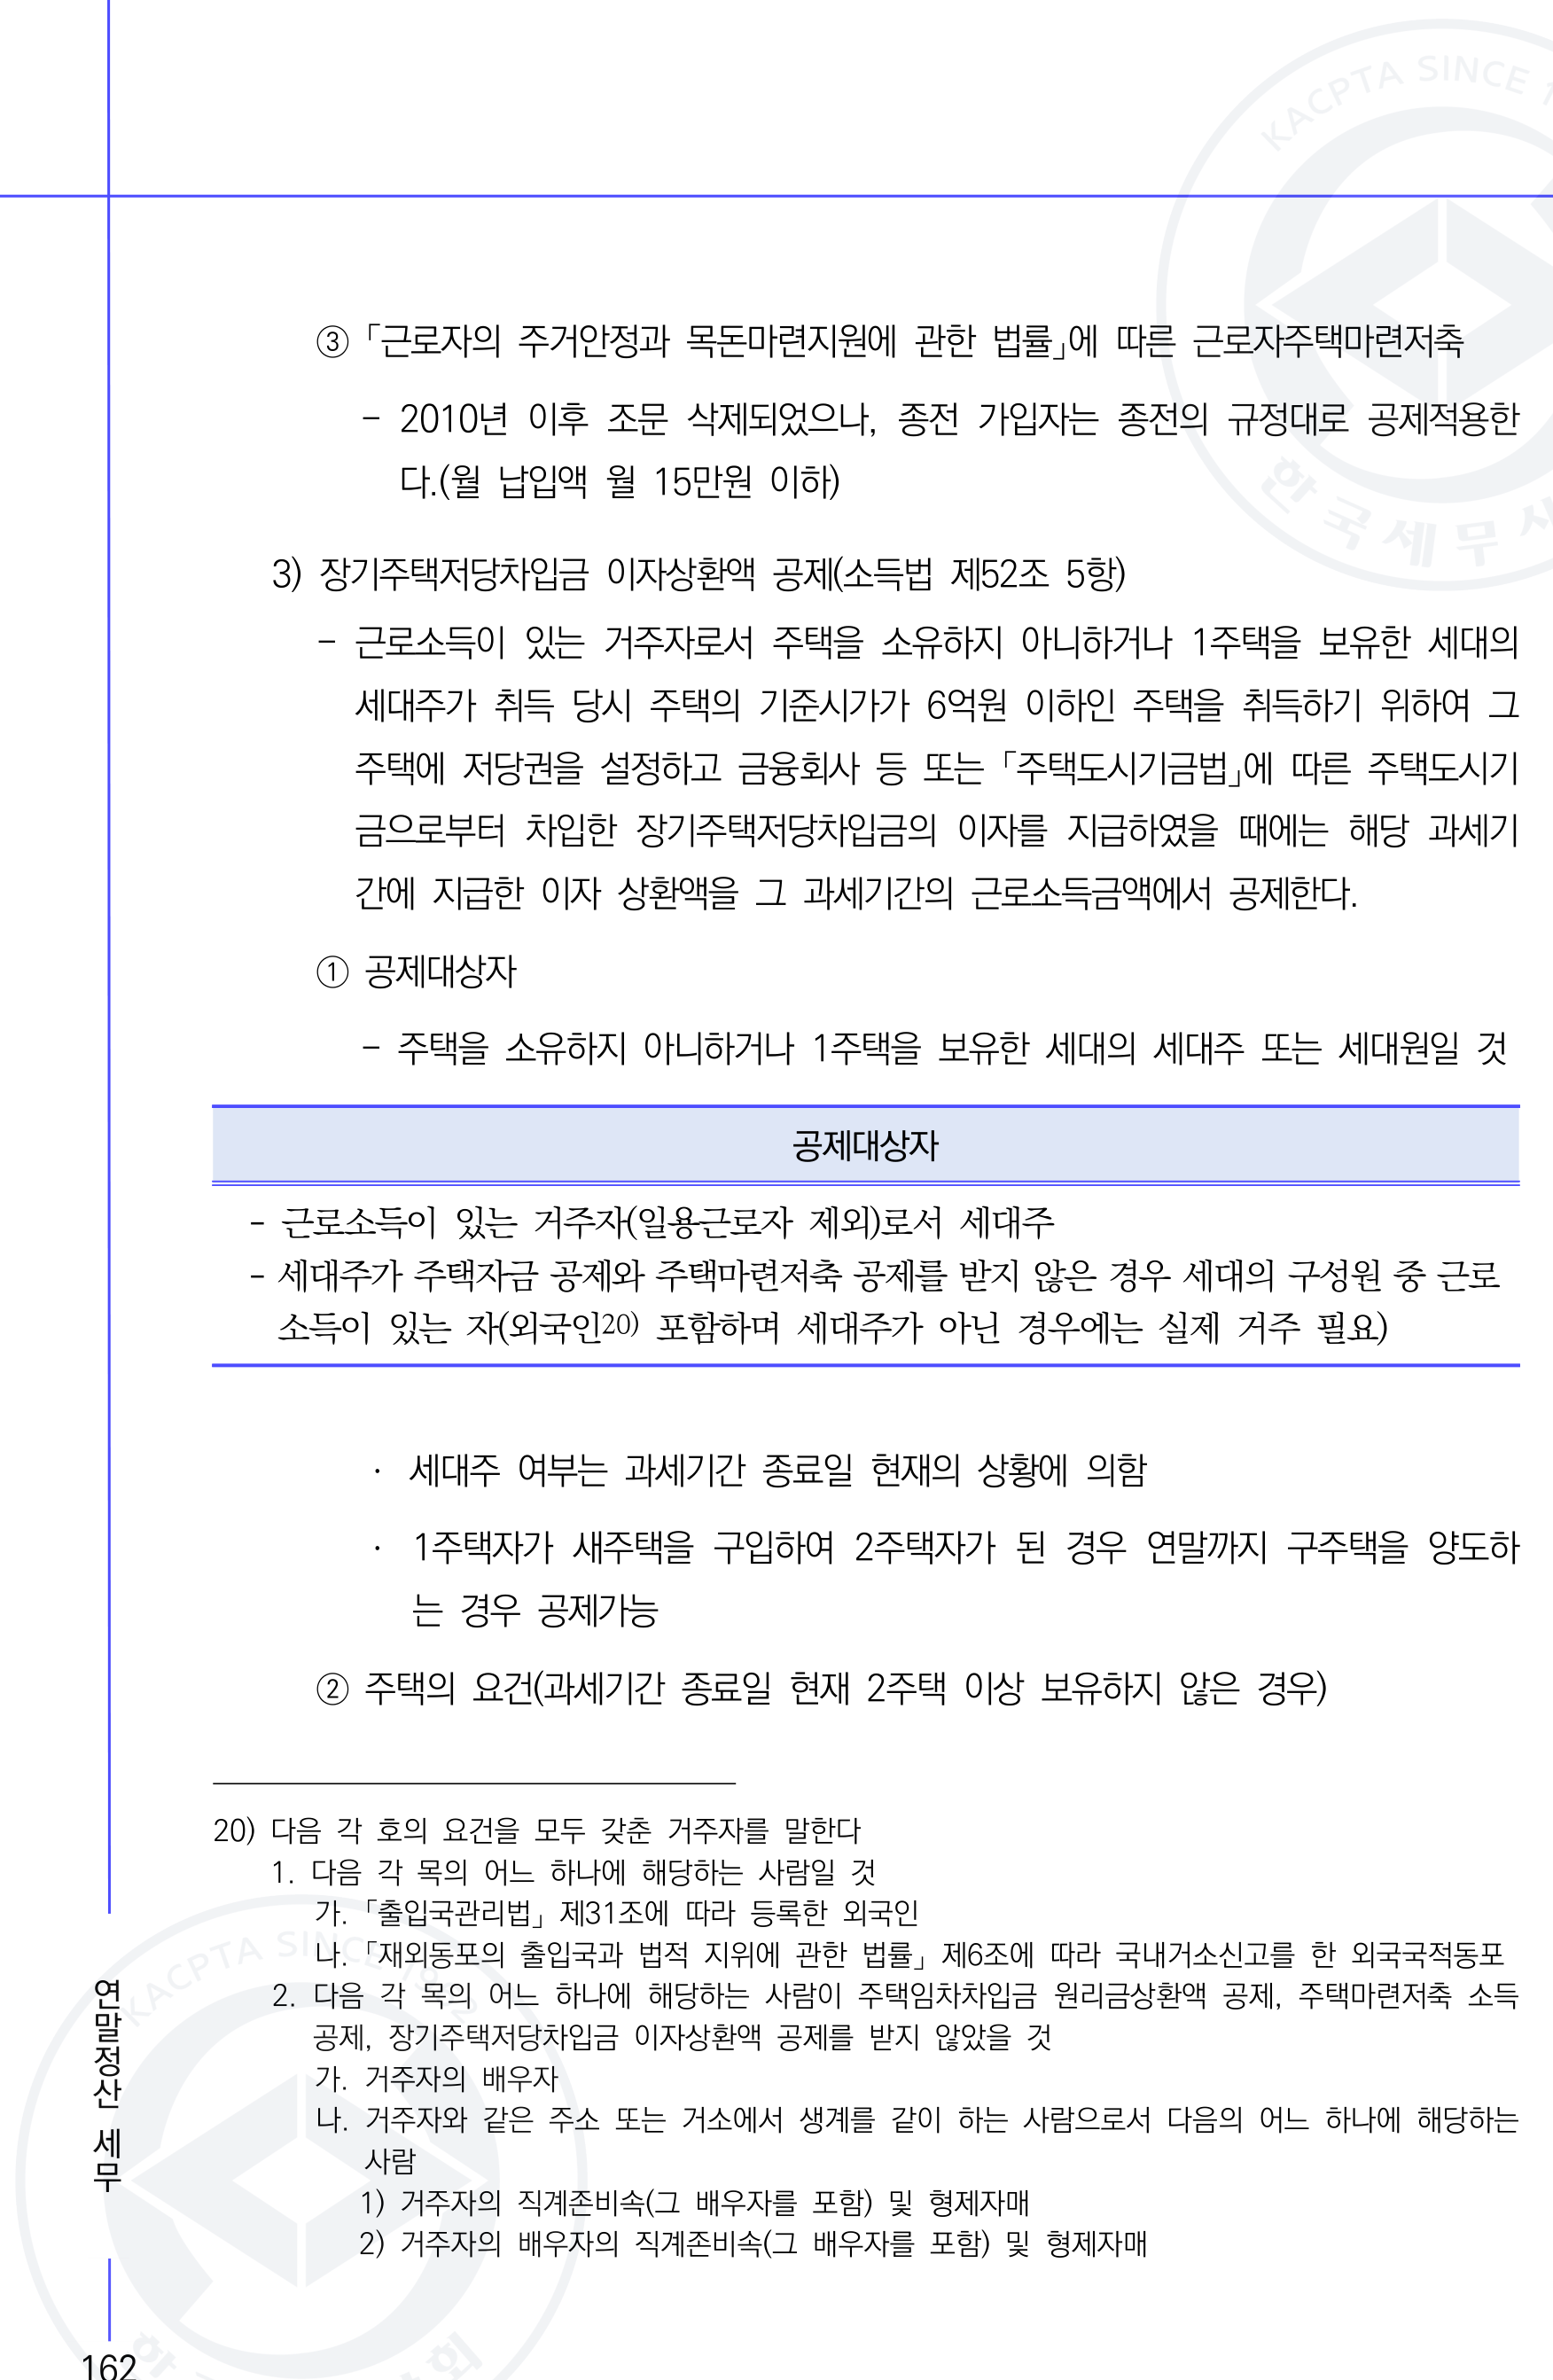 KACPTA SINCE 1
③「근로자의 주거안정과 목돈마련지원에 관한 법률」에 따른 근로자주택마련저축
- 2010년 이후 조문 삭제되었으나, 종전 가입자는 종전의 규정대로 공제적용한
다.(월 납입액 월 15만원 이하)
한국세무사
3) 장기주택저당차입금 이자상환액 공제(소득법 제52조 5항)
- 근로소득이 있는 거주자로서 주택을 소유하지 아니하거나 1주택을 보유한 세대의
세대주가 취득 당시 주택의 기준시가가 6억원 이하인 주택을 취득하기 위하여 그
주택에 저당권을 설정하고 금융회사 등 또는「주택도시기금법」에 따른 주택도시기
금으로부터 차입한 장기주택저당차입금의 이자를 지급하였을 때에는 해당 과세기
간에 지급한 이자 상환액을 그 과세기간의 근로소득금액에서 공제한다.
① 공제대상자
- 주택을 소유하지 아니하거나 1주택을 보유한 세대의 세대주 또는 세대원일 것
공제대상자
- 근로소득이 있는 거주자(일용근로자 제외)로서 세대주
- 세대주가 주택자금 공제와 주택마련저축 공제를 받지 않은 경우 세대의 구성원 중 근로
소득이 있는 자(외국인20) 포함하며 세대주가 아닌 경우에는 실제 거주 필요)
· 세대주 여부는 과세기간 종료일 현재의 상황에 의함
· 1주택자가 새주택을 구입하여 2주택자가 된 경우 연말까지 구주택을 양도하
는 경우 공제가능
② 주택의 요건(과세기간 종료일 현재 2주택 이상 보유하지 않은 경우)
20) 다음 각 호의 요건을 모두 갖춘 거주자를 말한다
1. 다음 각 목의 어느 하나에 해당하는 사람일 것
가.「출입국관리법」제31조에 따라 등록한 외국인
나.「재외동포의 출입국과 법적 지위에 관한 법률」제6조에 따라 국내거소신고를 한 외국국적동포
2. 다음 각 목의 어느 하나에 해당하는 사람이 주택임차차입금 원리금상환액 공제, 주택마련저축 소득
공제, 장기주택저당차입금 이자상환액 공제를 받지 않았을 것
가. 거주자의 배우자
나. 거주자와 같은 주소 또는 거소에서 생계를 같이 하는 사람으로서 다음의 어느 하나에 해당하는
사람
1) 거주자의 직계존비속(그 배우자를 포함) 및 형제자매
2) 거주자의 배우자의 직계존비속(그 배우자를 포함) 및 형제자매
KACPTA SINCE
연말정산 세무
162